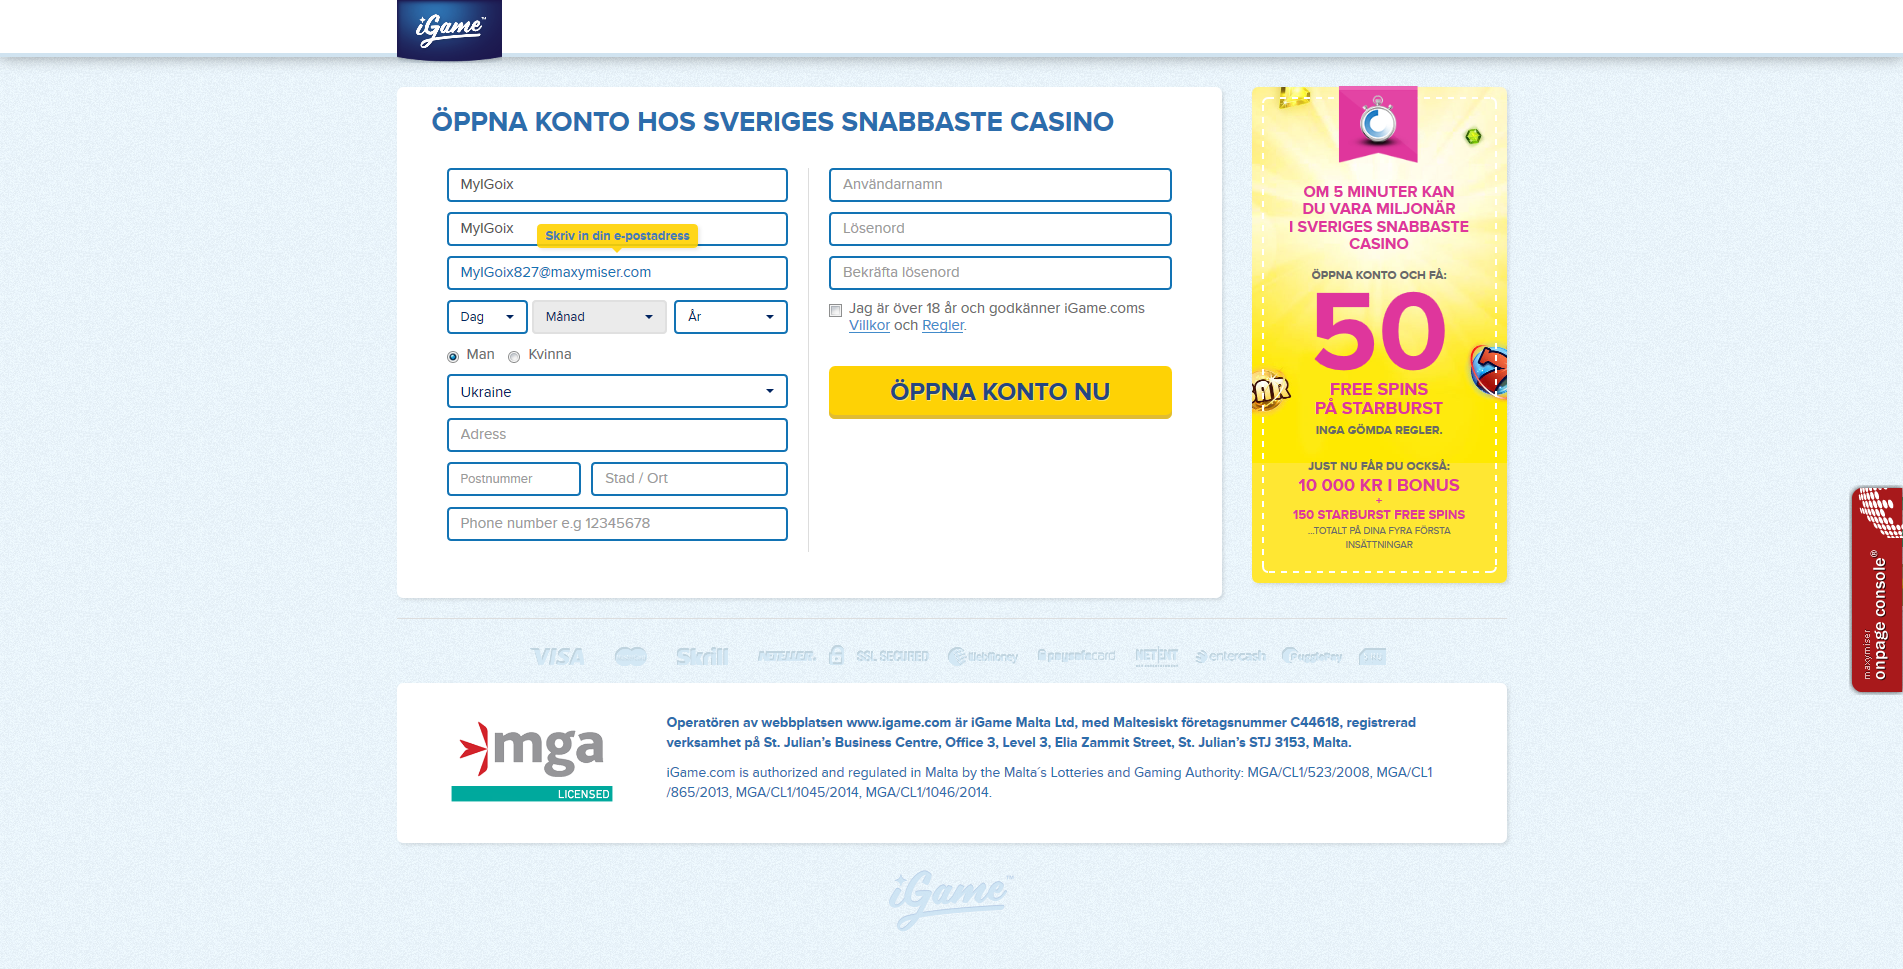 iGame™
ÖPPNA KONTO HOS SVERIGES SNABBASTE CASINO
MyIGoix
MyIGoix
Skriv in din e-postadress
MyIGoix827@maxymiser.com
Dag
Månad
År
Man
Kvinna
Ukraine
Adress
Postnummer
Stad / Ort
Phone number e.g 12345678
Användarnamn
Lösenord
Bekräfta lösenord
Jag är över 18 år och godkänner iGame.coms
Villkor och Regler.
ÖPPNA KONTO NU
OM 5 MINUTER KAN
DU VARA MILJONÄR
I SVERIGES SNABBASTE
CASINO
ÖPPNA KONTO OCH FÅ:
50
FREE SPINS
PÅ STARBURST
INGA GÖMDA REGLER.
JUST NU FÅR DU OCKSÅ:
10 000 KR I BONUS
+
150 STARBURST FREE SPINS
...TOTALT PÅ DINA FYRA FÖRSTA
INSÄTTNINGAR
BAR
maxymiser
onpage console®
VISA
Skrill
NETELLER
SSL SECURED
WebMoney
paysafecard
NETENT
entercash
mga
LICENSED
Operatören av webbplatsen www.igame.com är iGame Malta Ltd, med Maltesiskt företagsnummer C44618, registrerad
verksamhet på St. Julian's Business Centre, Office 3, Level 3, Elia Zammit Street, St. Julian's STJ 3153, Malta.
iGame.com is authorized and regulated in Malta by the Malta´s Lotteries and Gaming Authority: MGA/CL1/523/2008, MGA/CL1
/865/2013, MGA/CL1/1045/2014, MGA/CL1/1046/2014.
iGame™